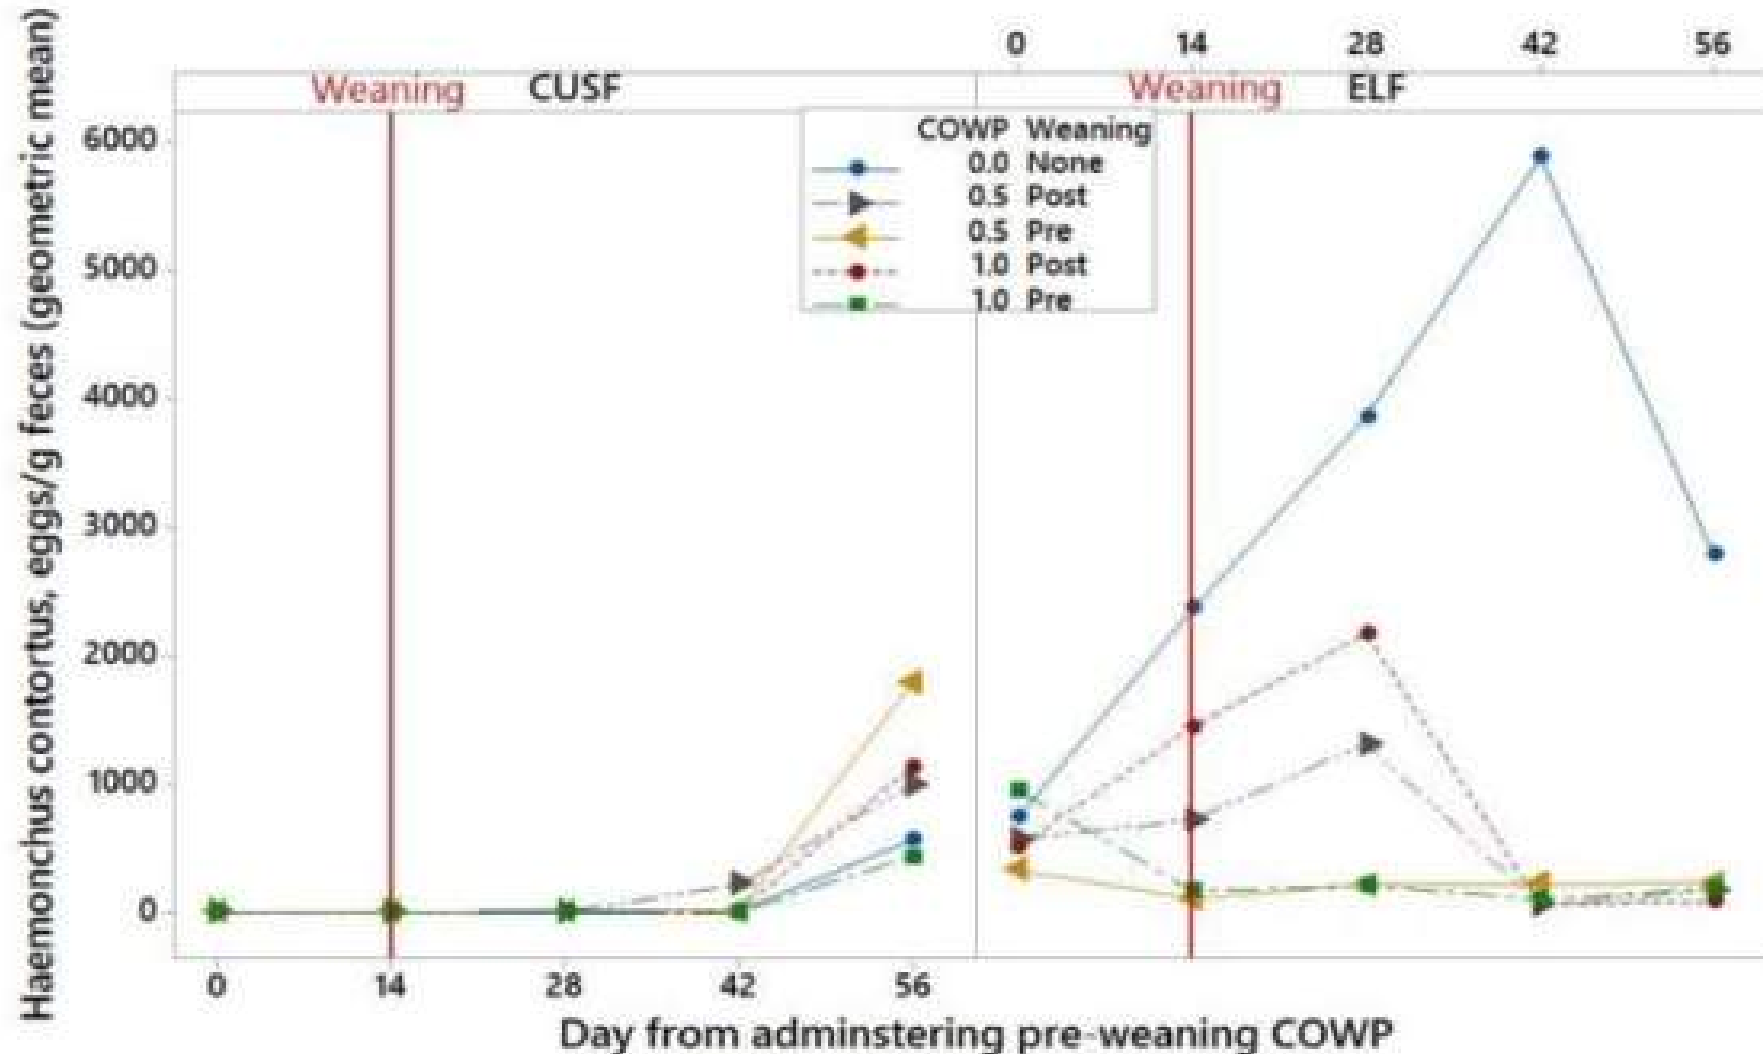 Haemonchus contortus, eggs/g feces (geometric mean)
0 14 28 42 56
Weaning CUSF Weaning ELF
COWP Weaning
0.0 None
0.5 Post
0.5 Pre
1.0 Post
1.0 Pre
6000
5000
4000
3000
2000
1000
0
0 14 28 42 56
Day from adminstering pre-weaning COWP